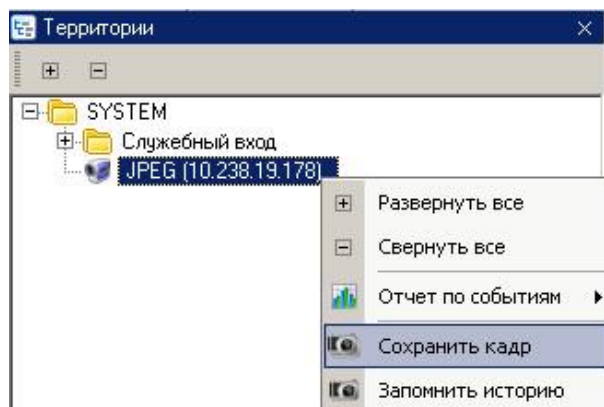 Территории
SYSTEM
Служебный вход
JPEG (10.238.19.178)
Развернуть все
Свернуть все
Отчет по событиям
Сохранить кадр
Запомнить историю